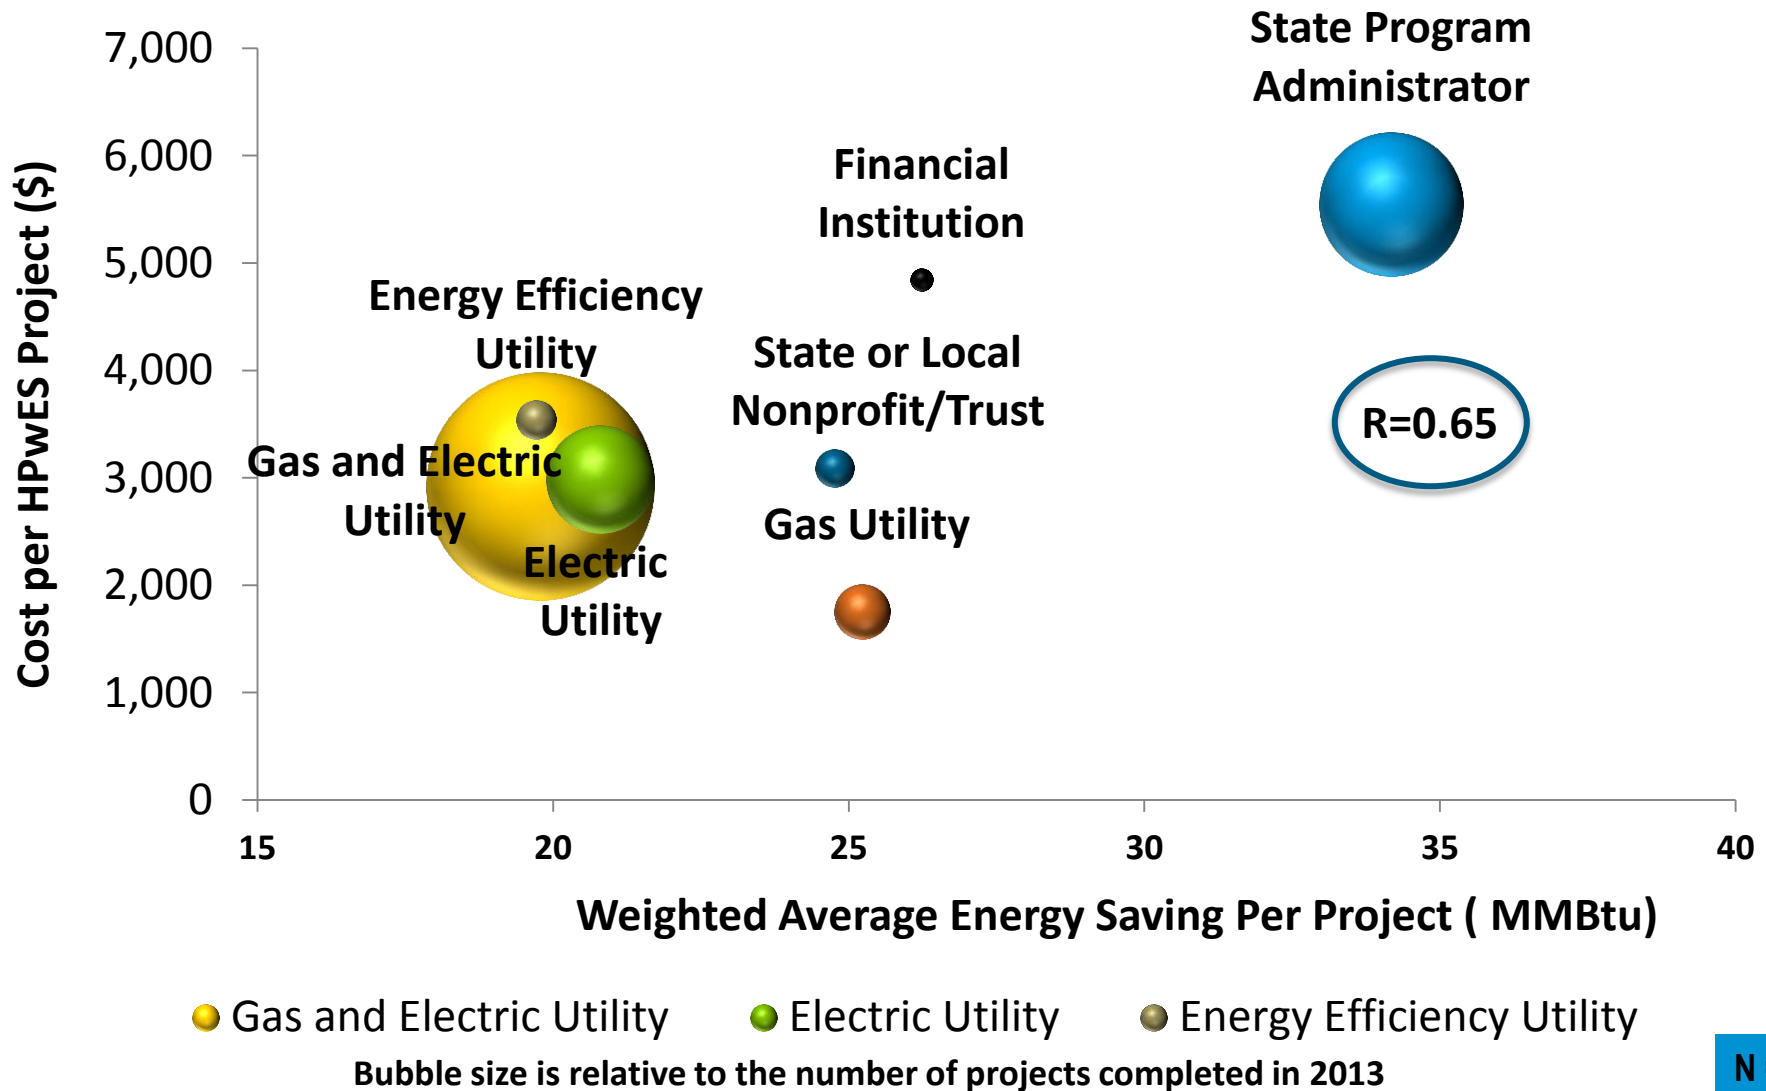 State Program
Administrator
7,000
6,000
5,000
4,000
3,000
2,000
1,000
0
Cost per HPwES Project ($)
Financial
Institution
Energy Efficiency
Utility
State or Local
Nonprofit/Trust
R=0.65
Gas and Electric
Utility
Gas Utility
Electric
Utility
15 20 25 30 35 40
Weighted Average Energy Saving Per Project ( MMBtu)
Gas and Electric Utility Electric Utility Energy Efficiency Utility
Bubble size is relative to the number of projects completed in 2013
N